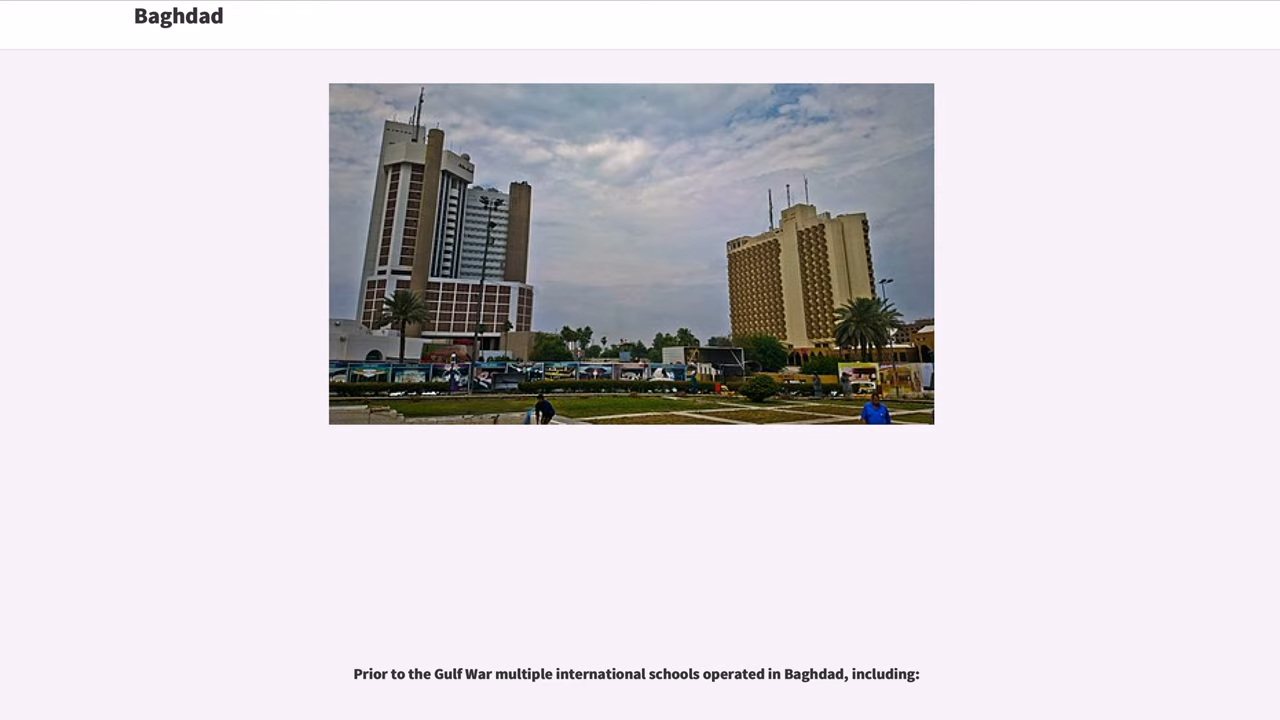 Baghdad
Prior to the Gulf War multiple international schools operated in Baghdad, including: